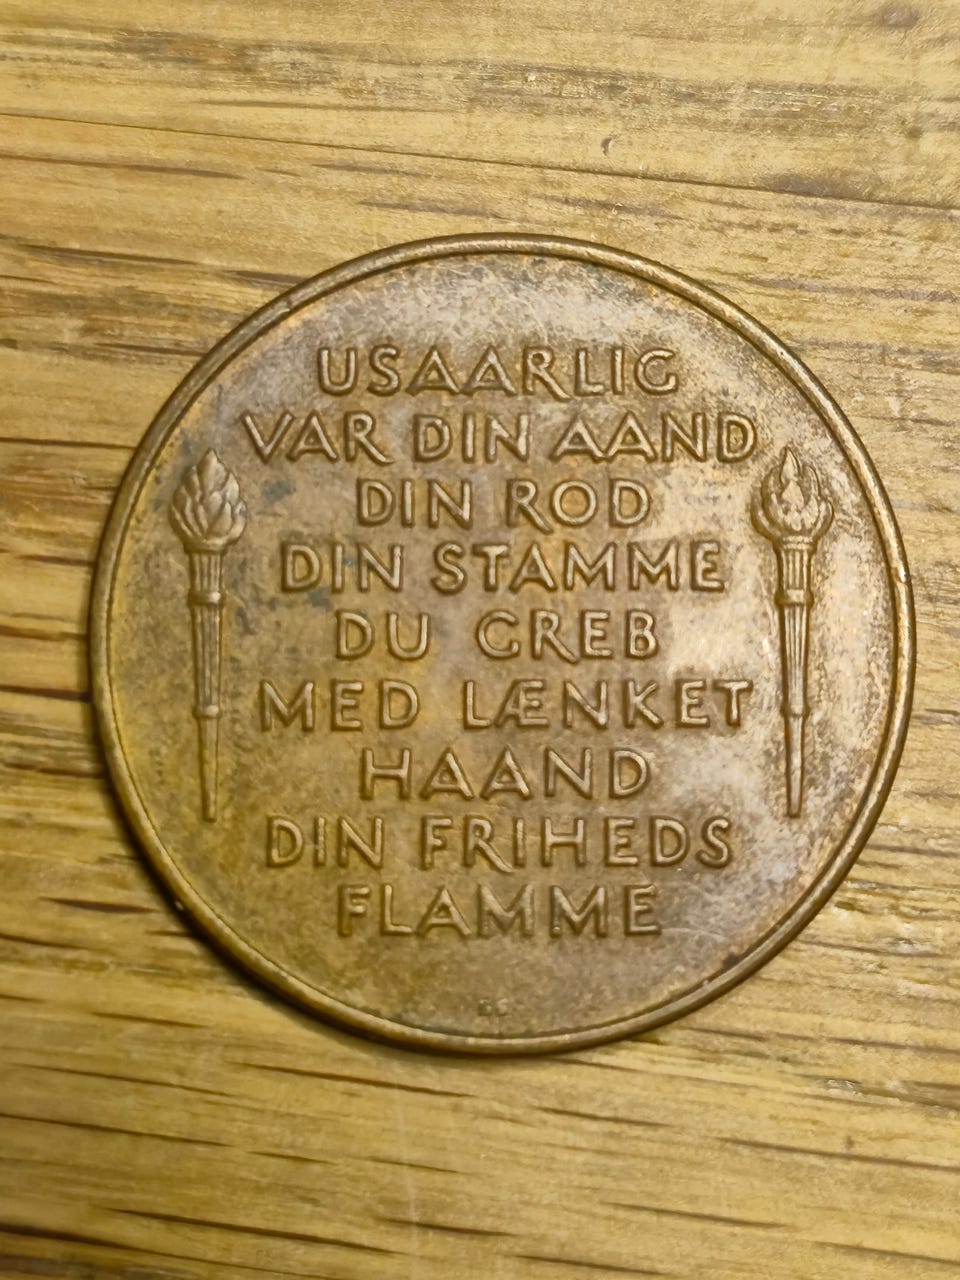 USAARLIG
VAR DIN AAND
DIN ROD
DIN STAMME
DU GREB
MED LÆNKET
HAAND
DIN FRIHEDS
FLAMME